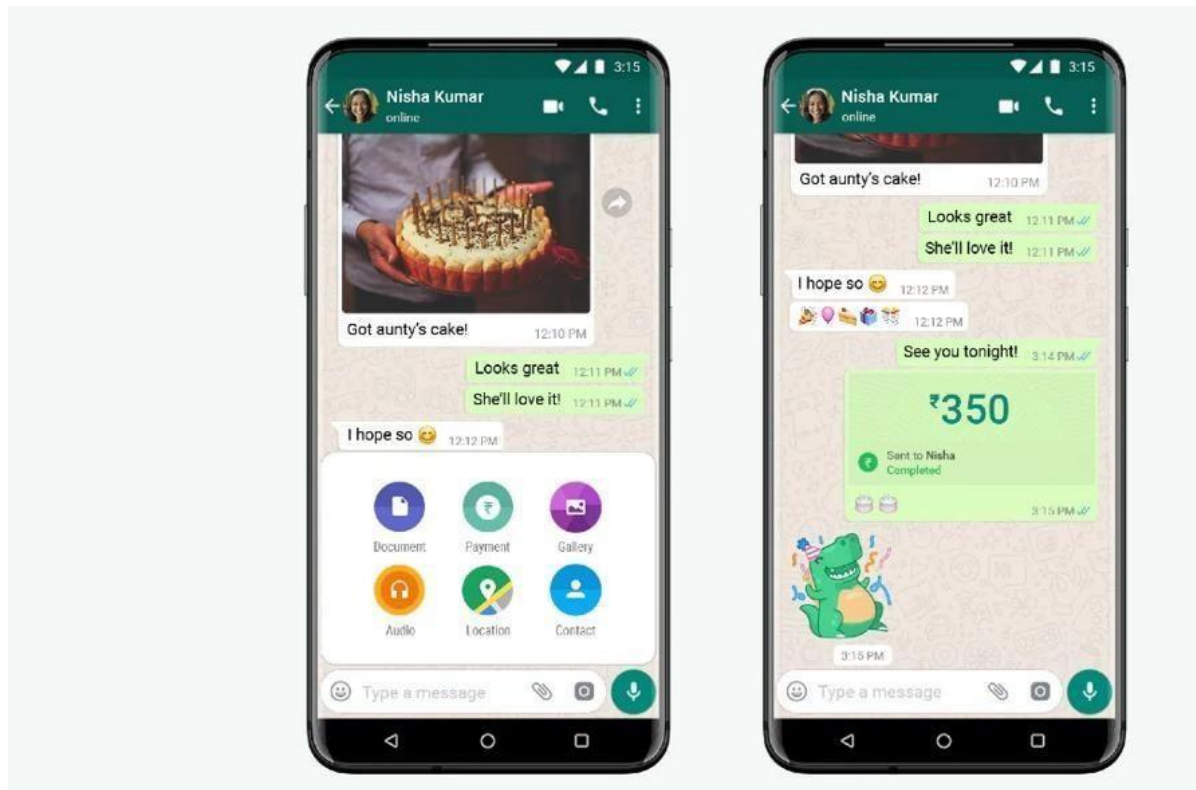 3:15
Nisha Kumar
online
Got aunty's cake! 12:10 PM
Looks great 12:11 PM
She'll love it! 12:11 PM
I hope so 😊 12:12 PM
Document Payment Gallery
Audio Location Contact
Type a message
3:15
Nisha Kumar
online
Got aunty's cake! 12:10 PM
Looks great 12:11 PM
She'll love it! 12:11 PM
I hope so 😊 12:12 PM
12:12 PM
See you tonight! 3:14 PM
₹350
Sent to Nisha
Completed
3:15 PM
3:15 PM
Type a message